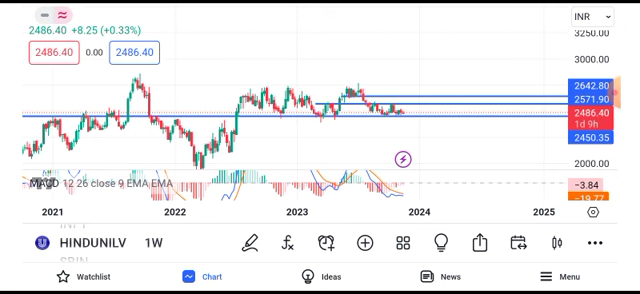 INR
2486.40 +8.25 (+0.33%)
3250.00
2486.40 0.00 2486.40
3000.00
2642.80
2571.90
2486.40
1d 9h
2450.35
2000.00
MACD 12 26 close 9 EMA EMA
-3.84
-19.77
2021 2022 2023 2024 2025
HINDUNILV 1W
Watchlist Chart Ideas News Menu